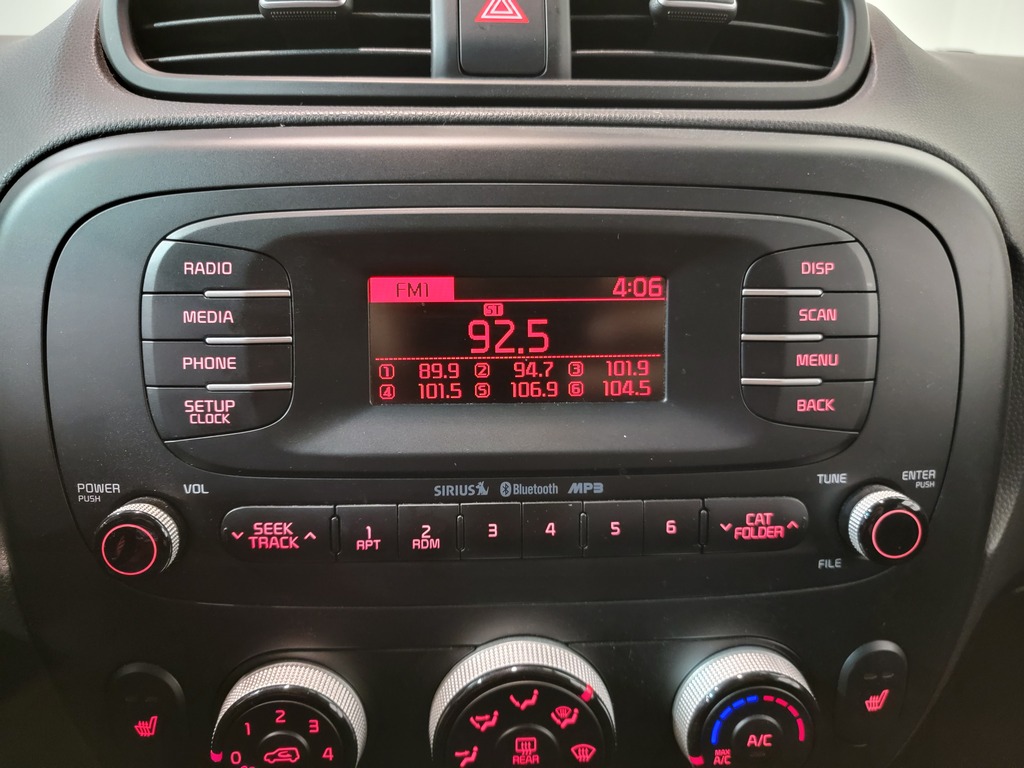 RADIO
MEDIA
PHONE
SETUP
CLOCK
FM1 4:06
ST
92.5
1 89.9 2 94.7 3 101.9
4 101.5 5 106.9 6 104.5
DISP
SCAN
MENU
BACK
POWER
PUSH
VOL
SIRIUS Bluetooth MP3
TUNE
ENTER
PUSH
SEEK
TRACK
1
RPT
2
RDM
3
4
5
6
CAT
FOLDER
FILE
0 1 2 3 4
REAR
A/C
MAX
A/C